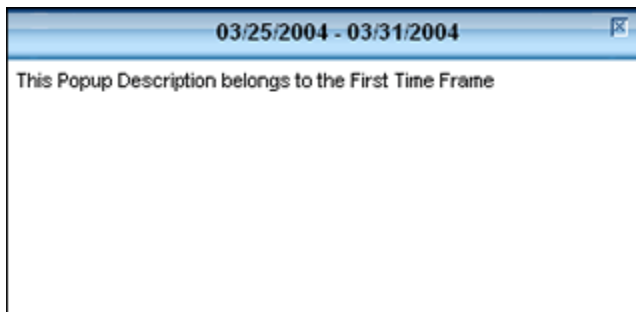 03/25/2004 - 03/31/2004
This Popup Description belongs to the First Time Frame